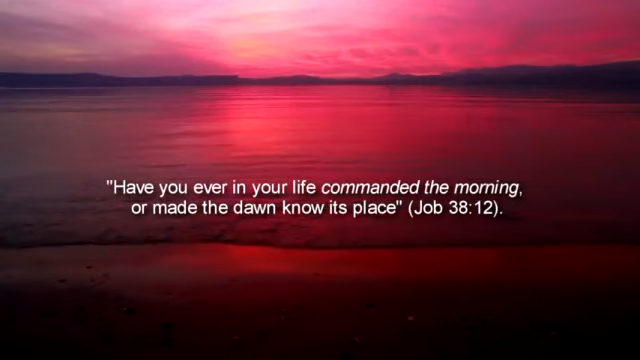 "Have you ever in your life commanded the morning,
or made the dawn know its place" (Job 38:12).